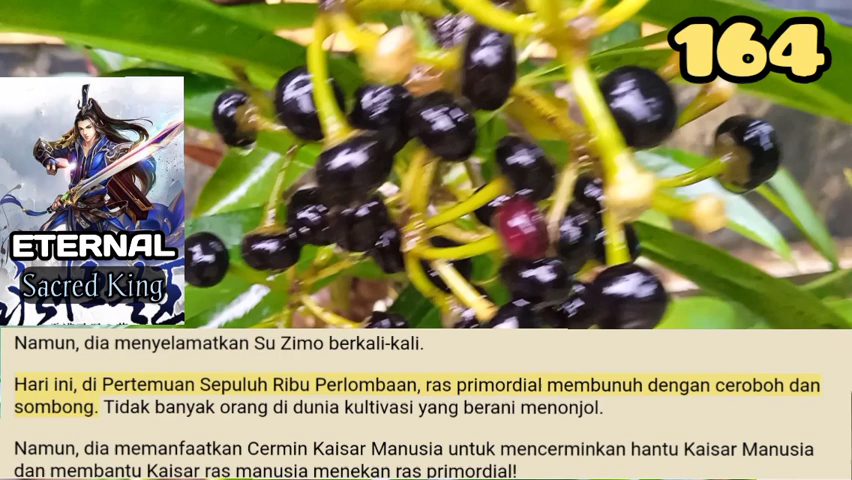 164
ETERNAL
Sacred King
Namun, dia menyelamatkan Su Zimo berkali-kali.
Hari ini, di Pertemuan Sepuluh Ribu Perlombaan, ras primordial membunuh dengan ceroboh dan
sombong. Tidak banyak orang di dunia kultivasi yang berani menonjol.
Namun, dia memanfaatkan Cermin Kaisar Manusia untuk mencerminkan hantu Kaisar Manusia
dan membantu Kaisar ras manusia menekan ras primordial!